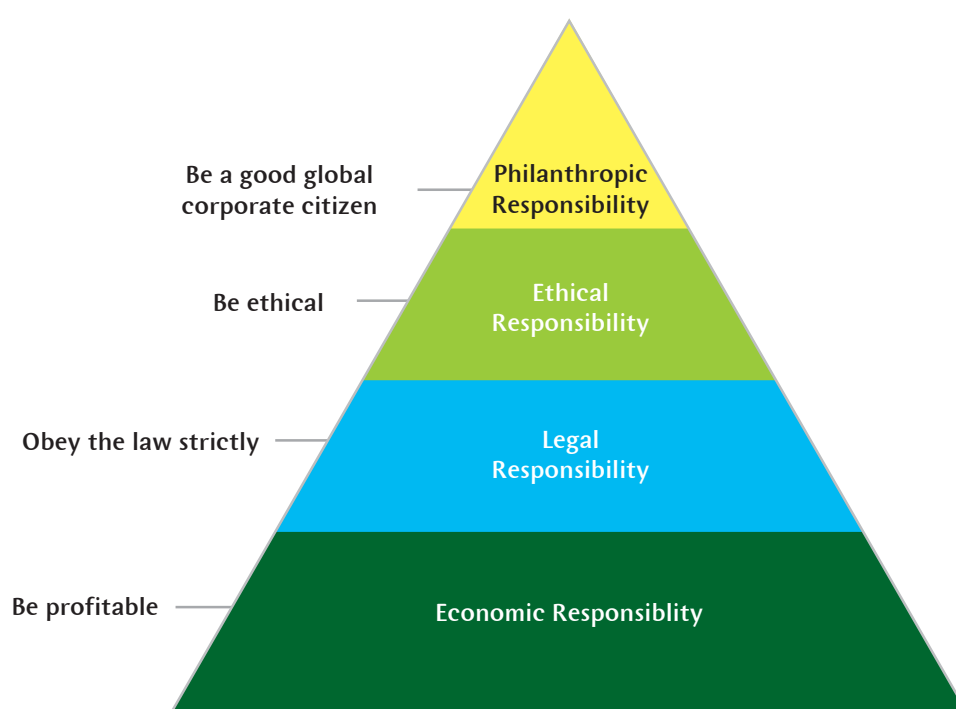 Be a good global
corporate citizen
Philanthropic
Responsibility
Be ethical
Ethical
Responsibility
Obey the law strictly
Legal
Responsibility
Be profitable
Economic Responsiblity